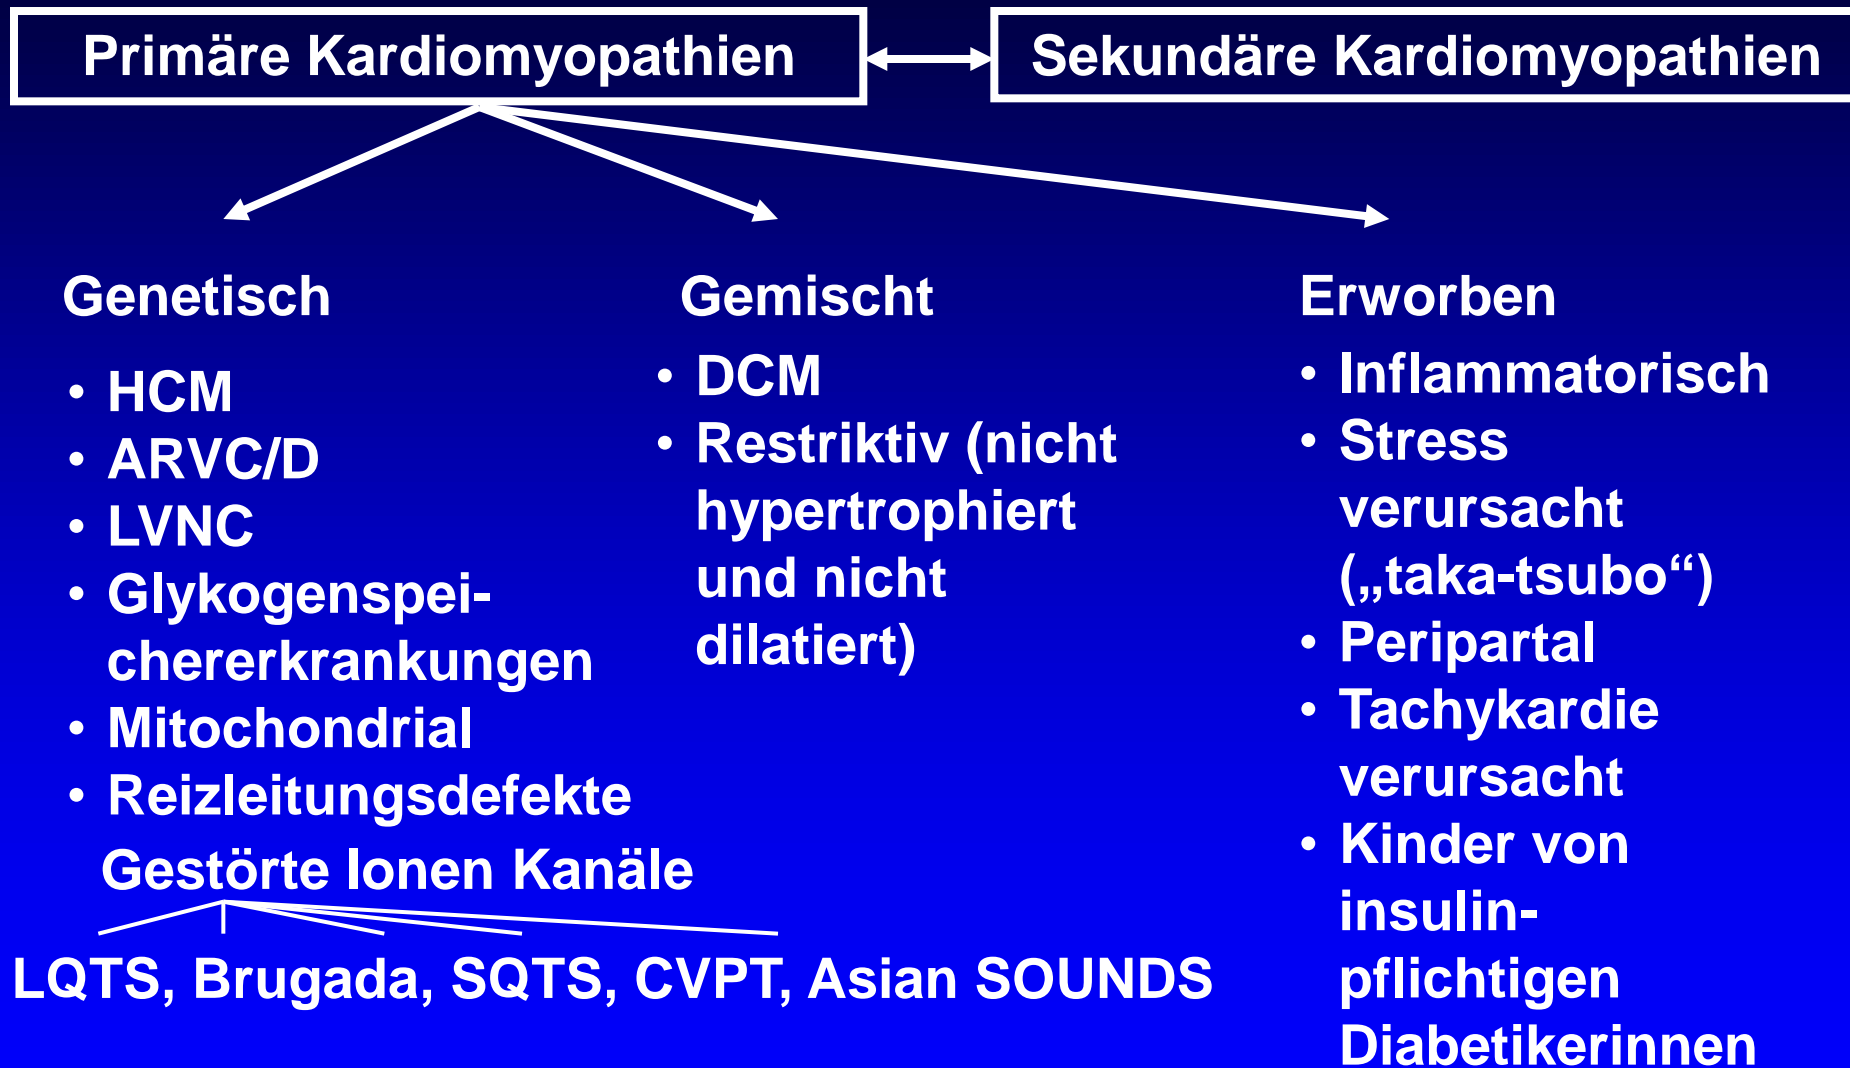 Primäre Kardiomyopathien
Sekundäre Kardiomyopathien
Genetisch
• HCM
• ARVC/D
• LVNC
• Glykogenspei-
chererkrankungen
• Mitochondrial
• Reizleitungsdefekte
Gestörte Ionen Kanäle
LQTS, Brugada, SQTS, CVPT, Asian SOUNDS
Gemischt
• DCM
• Restriktiv (nicht
hypertrophiert
und nicht
dilatiert)
Erworben
• Inflammatorisch
• Stress
verursacht
(„taka-tsubo“)
• Peripartal
• Tachykardie
verursacht
• Kinder von
insulin-
pflichtigen
Diabetikerinnen